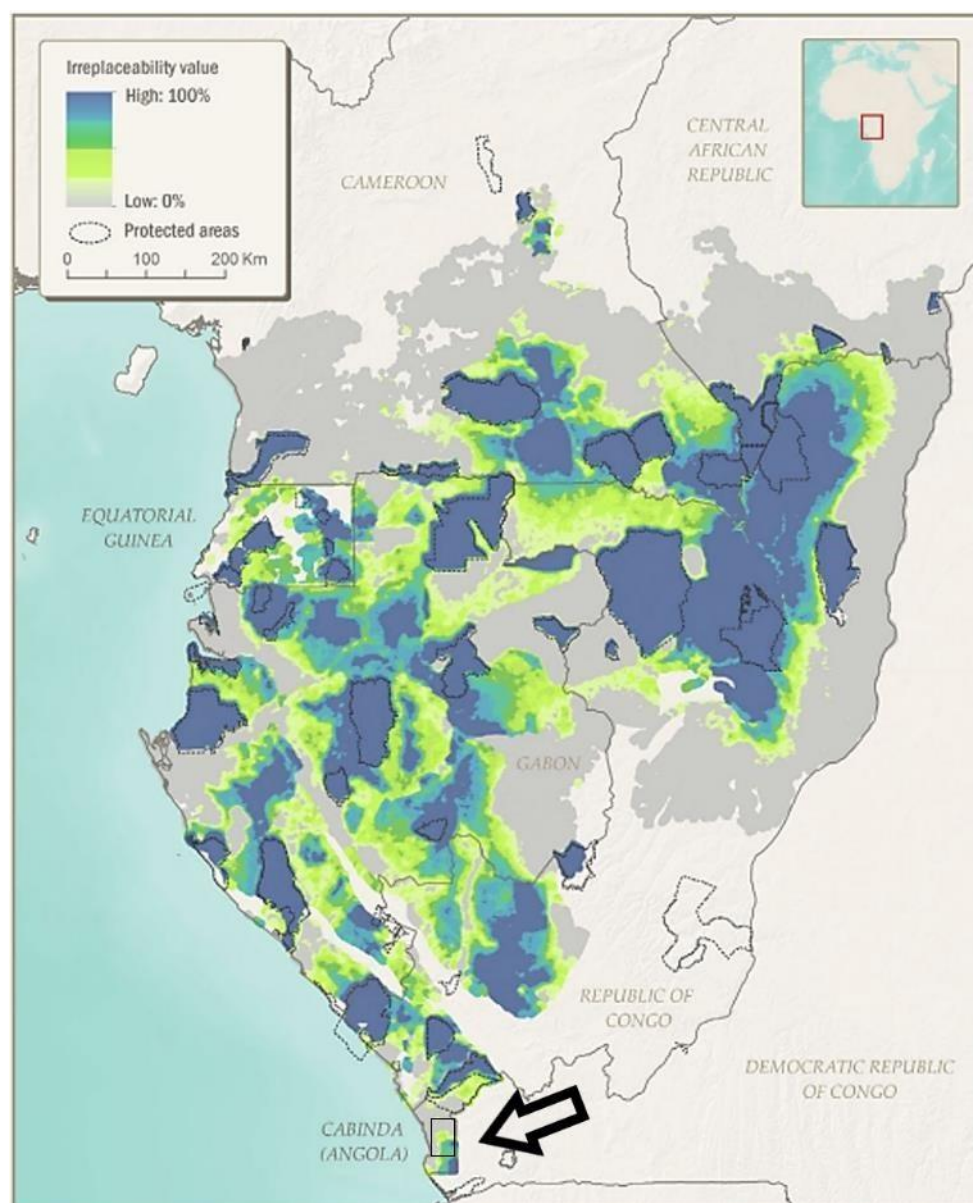 Irreplaceability value
High: 100%
Low: 0%
Protected areas
0 100 200 Km
CAMEROON
CENTRAL
AFRICAN
REPUBLIC
EQUATORIAL
GUINEA
GABON
REPUBLIC OF
CONGO
DEMOCRATIC REPUBLIC
OF CONGO
CABINDA
(ANGOLA)